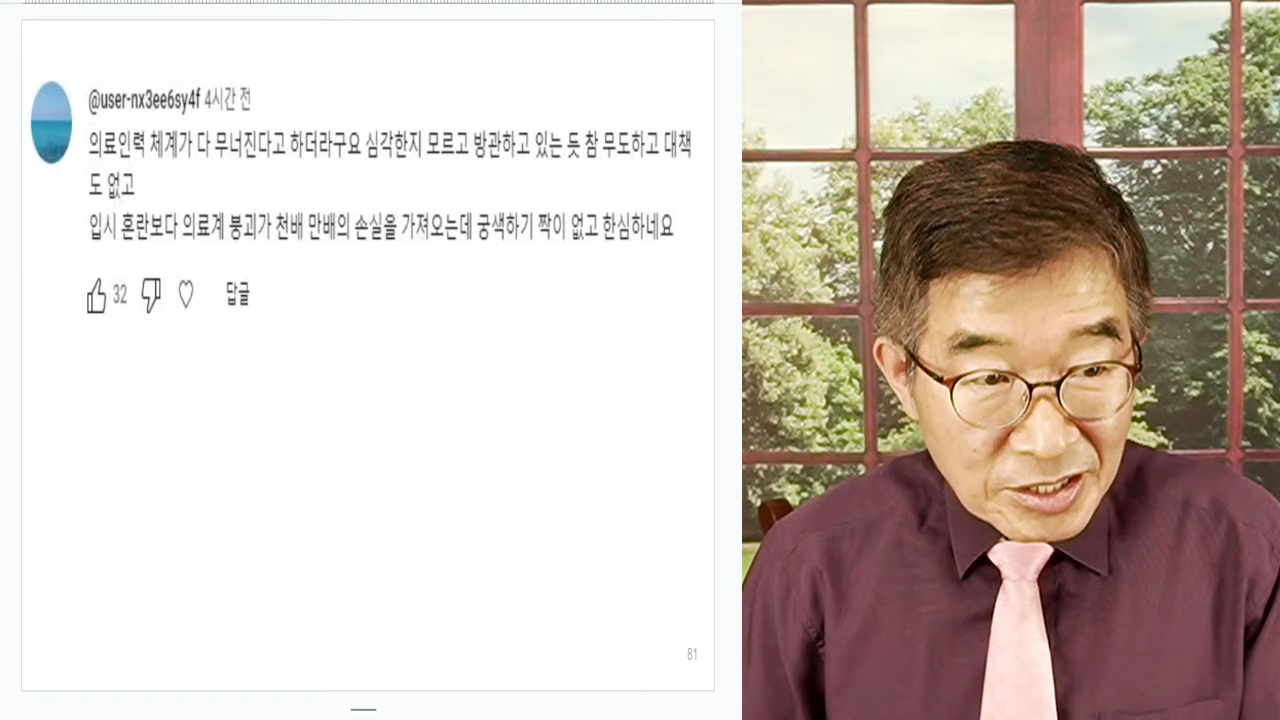 @user-nx3ee6sy4f 4시간 전
의료인력 체계가 다 무너진다고 하더라구요 심각한지 모르고 방관하고 있는 듯 참 무도하고 대책
도 없고
입시 혼란보다 의료계 붕괴가 천배 만배의 손실을 가져오는데 궁색하기 짝이 없고 한심하네요
32 답글
81